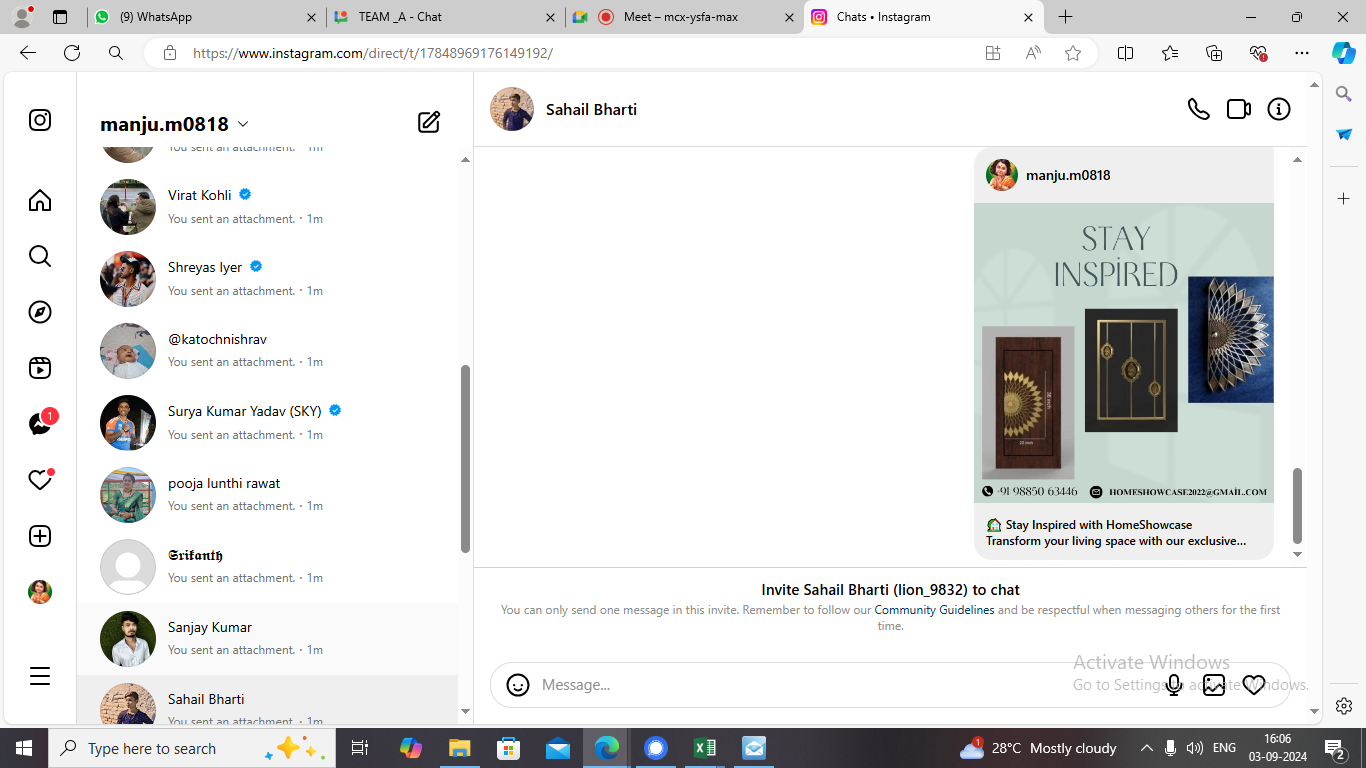 (9) WhatsApp
TEAM _A - Chat
Meet – mcx-ysfa-max
Chats • Instagram
https://www.instagram.com/direct/t/17848969176149192/
manju.m0818
You sent an attachment. · 1m
Virat Kohli
You sent an attachment. · 1m
Shreyas Iyer
You sent an attachment. · 1m
@katochnishrav
You sent an attachment. · 1m
Surya Kumar Yadav (SKY)
You sent an attachment. · 1m
pooja lunthi rawat
You sent an attachment. · 1m
𝕾𝖗𝖎𝖐𝖆𝖓𝖙𝖍
You sent an attachment. · 1m
Sanjay Kumar
You sent an attachment. · 1m
Sahail Bharti
You sent an attachment. · 1m
1
Sahail Bharti
manju.m0818
STAY
INSPIRED
36 inch
20 inch
+91 98850 63446
HOMESHOWCASE2022@GMAIL.COM
🏠 Stay Inspired with HomeShowcase
Transform your living space with our exclusive...
Invite Sahail Bharti (lion_9832) to chat
You can only send one message in this invite. Remember to follow our Community Guidelines and be respectful when messaging others for the first
time.
Message...
Activate Windows
Go to Settings to activate Windows.
Type here to search
1
28°C Mostly cloudy
ENG
16:06
03-09-2024
2